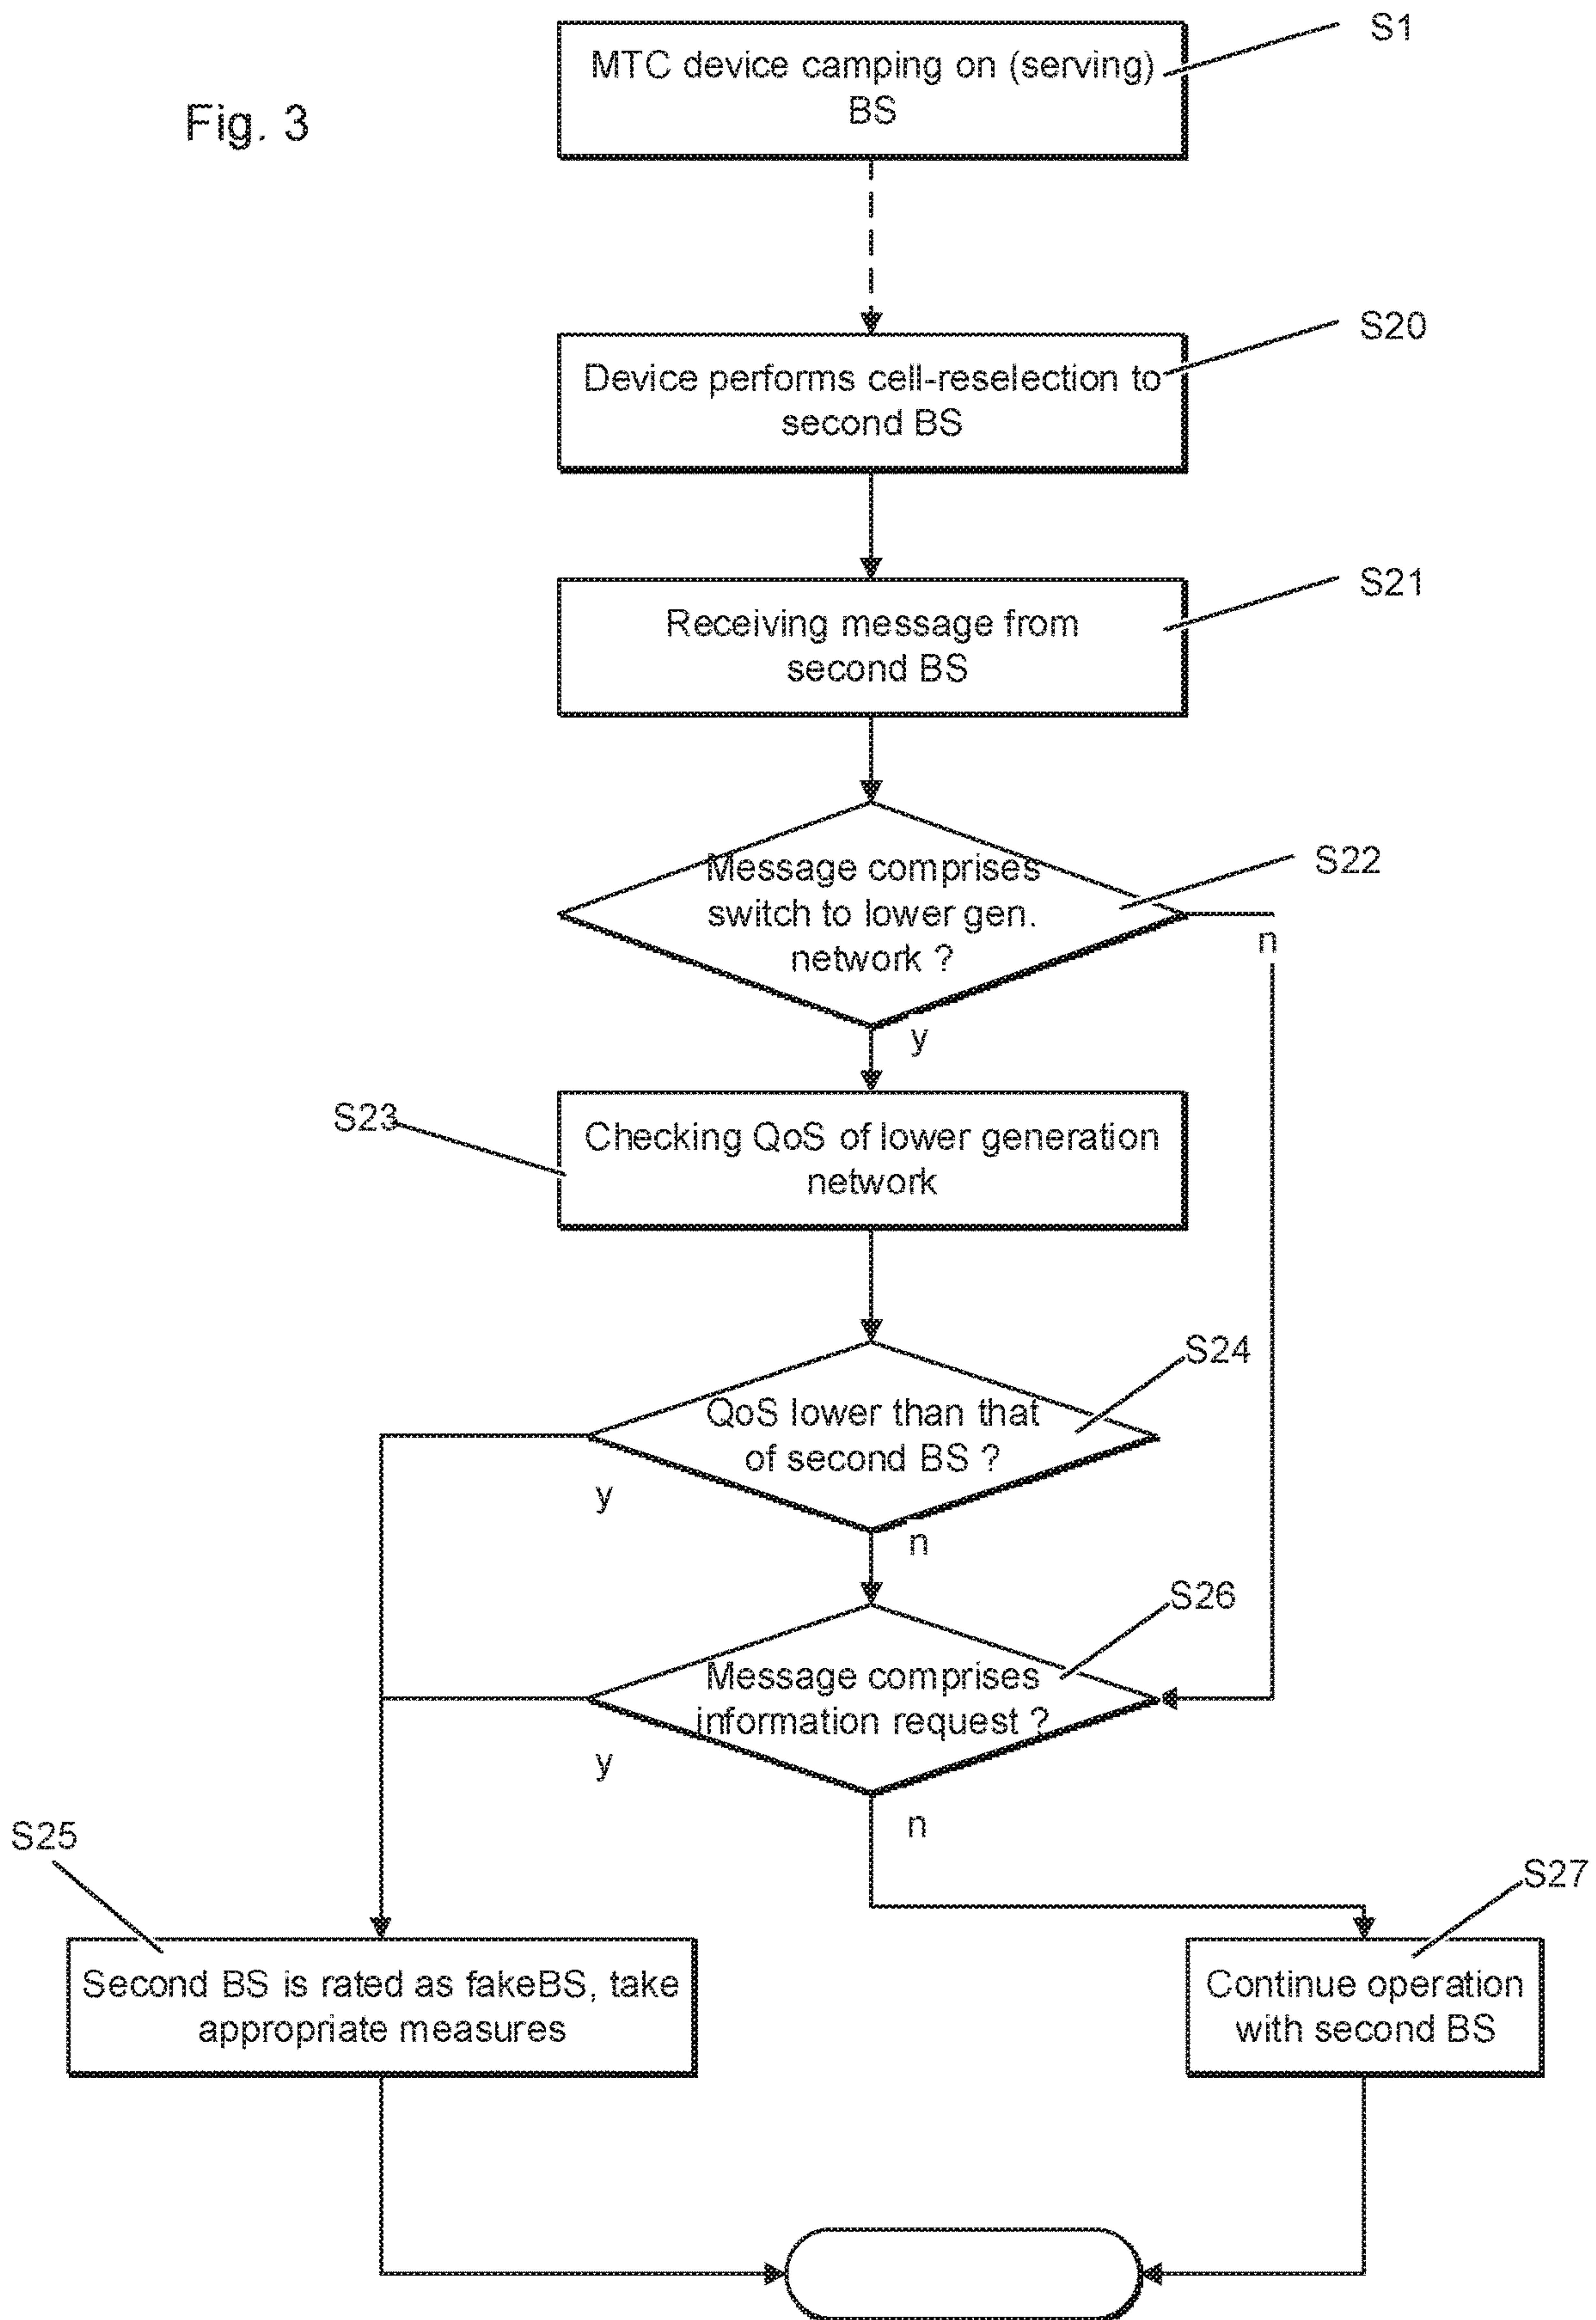 S1
MTC device camping on (serving)
BS
Fig. 3
S20
Device performs cell-reselection to
second BS
S21
Receiving message from
second BS
S22
Message comprises
switch to lower gen.
network ?
n
y
S23
Checking QoS of lower generation
network
S24
QoS lower than that
of second BS ?
y
n
S26
Message comprises
information request ?
y
n
S25
S27
Second BS is rated as fakeBS, take
appropriate measures
Continue operation
with second BS